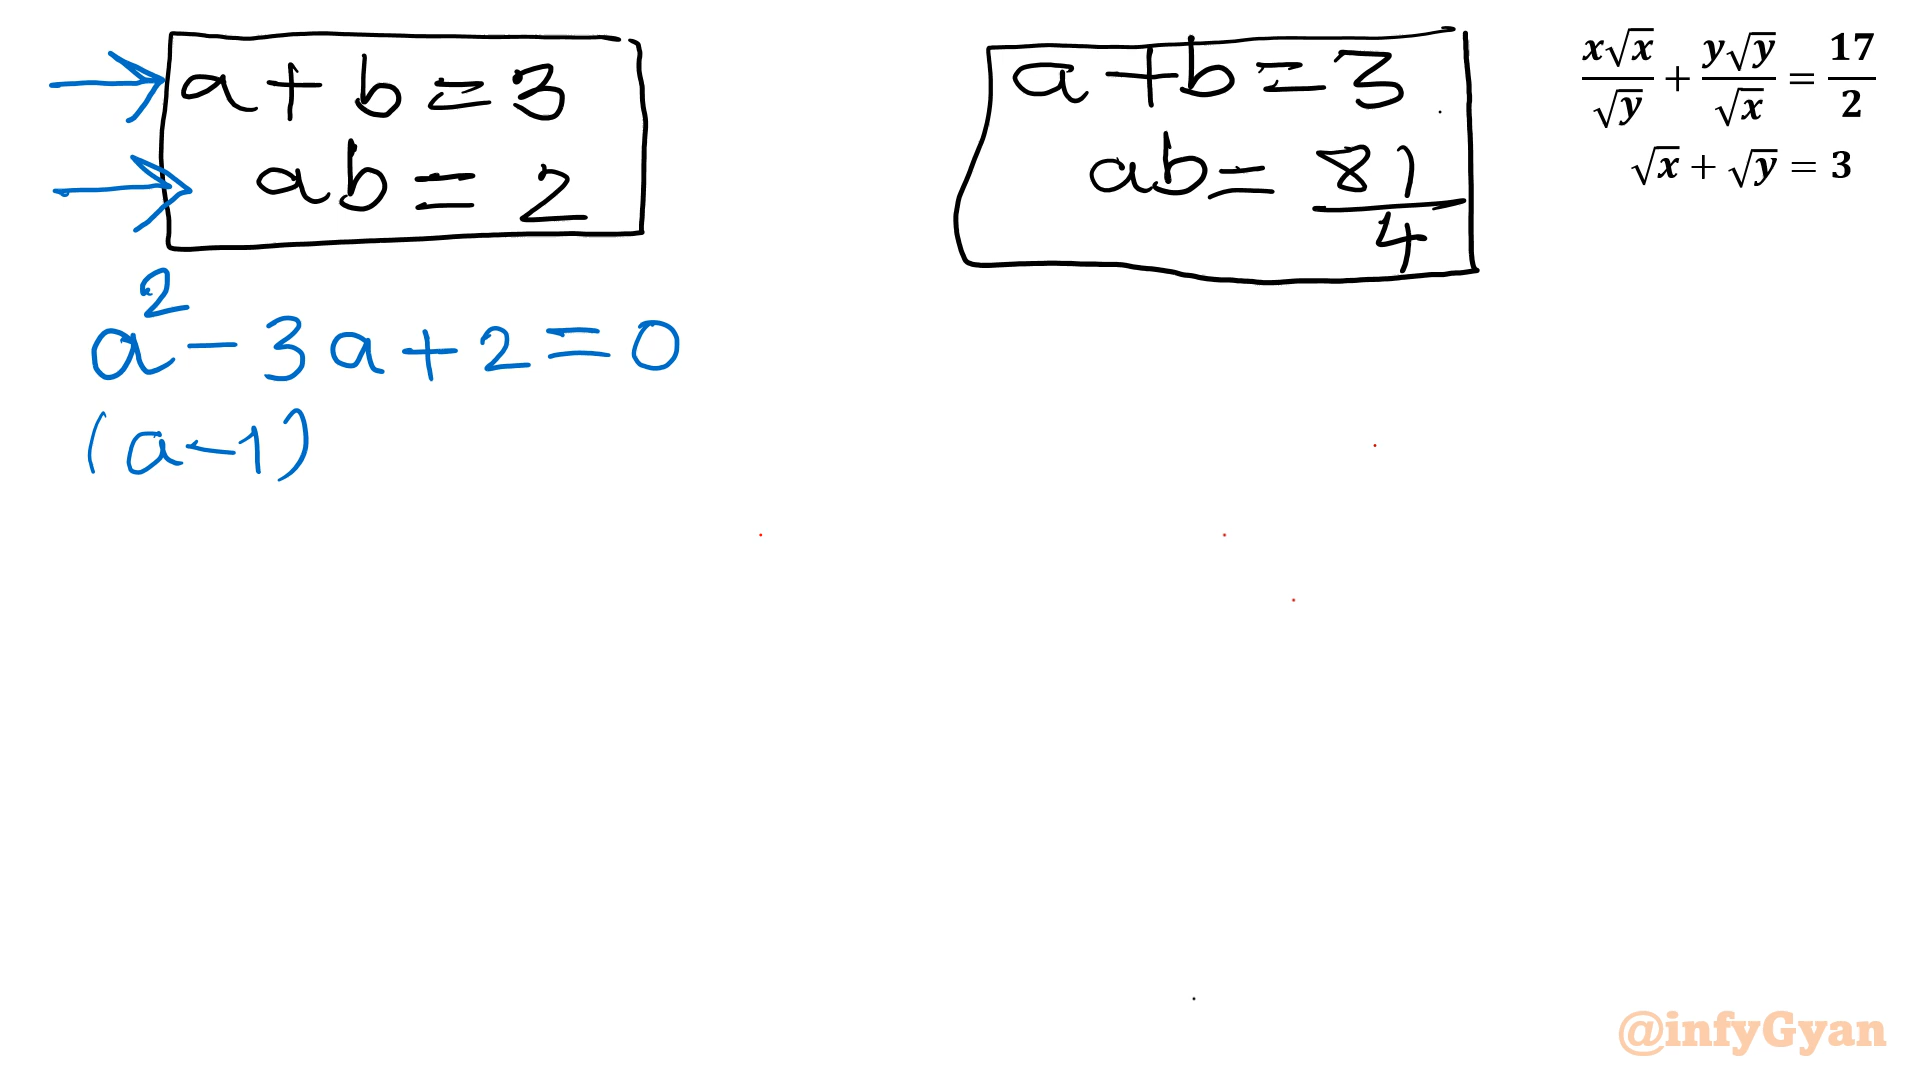 a + b = 3
ab = 2
a² - 3a + 2 = 0
(a - 1)
a + b = 3
ab = 81/4
x√x/√y + y√y/√x = 17/2
√x + √y = 3
@infyGyan